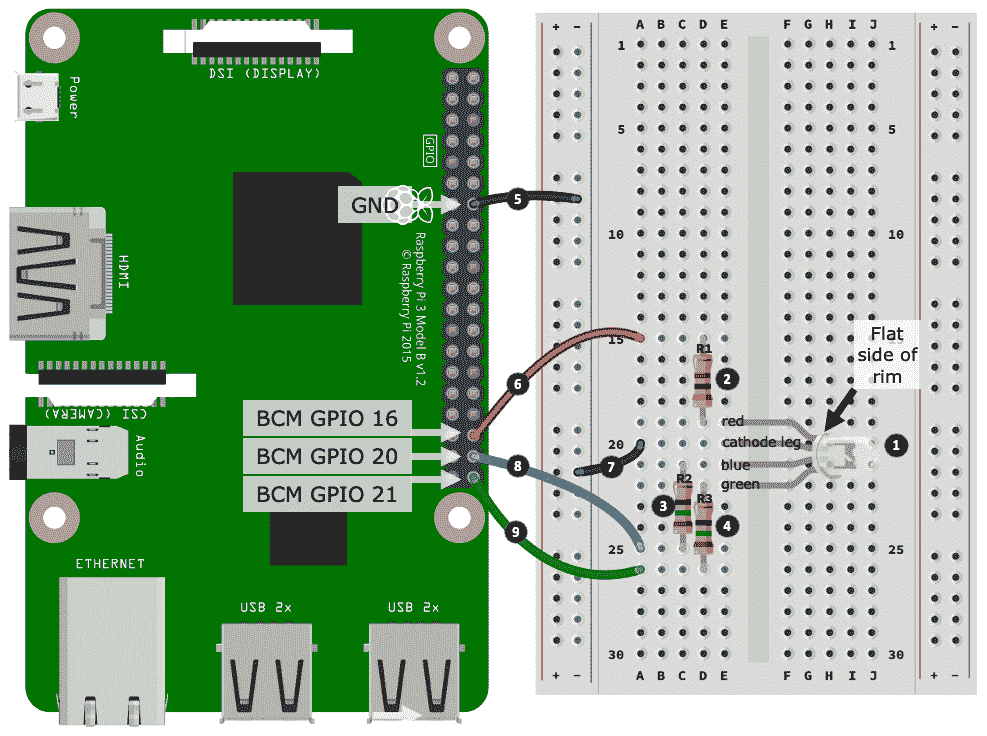 DSI (DISPLAY)
Power
GPIO
GND
HDMI
Raspberry Pi 3 Model B v1.2
© Raspberry Pi 2015
CSI (CAMERA)
BCM GPIO 16
BCM GPIO 20
BCM GPIO 21
Audio
ETHERNET
USB 2x
USB 2x
5
6
7
8
9
+ - A B C D E F G H I J + -
1 1
5 5
10 10
15
20
25 25
30 30
R1
2
Flat
side of
rim
red
cathode leg
blue
green
1
R2
3
R3
4
+ - A B C D E F G H I J + -